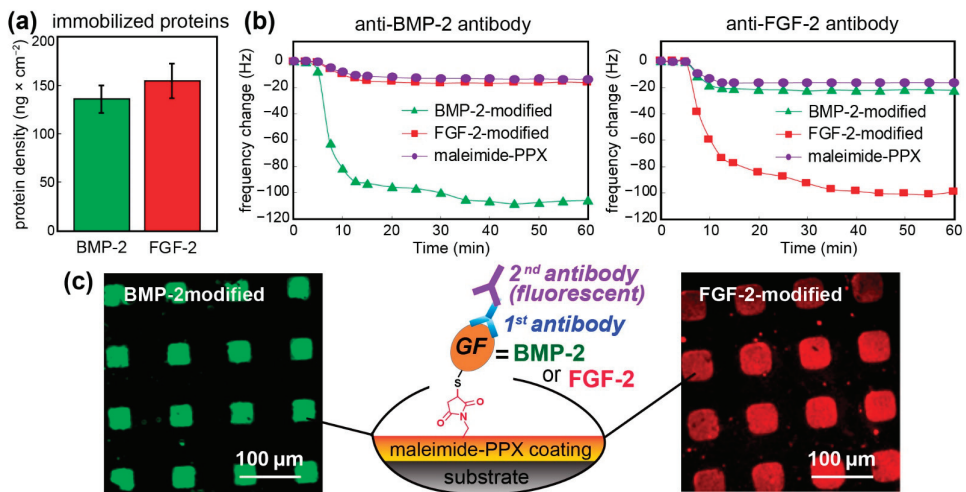 (a) immobilized proteins
protein density (ng × cm⁻²)
200
150
100
50
0
BMP-2 FGF-2
(b) anti-BMP-2 antibody
frequency change (Hz)
0
−20
−40
−60
−80
−100
−120
BMP-2-modified
FGF-2-modified
maleimide-PPX
0 10 20 30 40 50 60
Time (min)
anti-FGF-2 antibody
frequency change (Hz)
0
−20
−40
−60
−80
−100
−120
BMP-2-modified
FGF-2-modified
maleimide-PPX
0 10 20 30 40 50 60
Time (min)
(c)
BMP-2modified
100 µm
2nd antibody
(fluorescent)
1st antibody
GF
= BMP-2
or FGF-2
S
O
N
O
maleimide-PPX coating
substrate
FGF-2-modified
100 µm